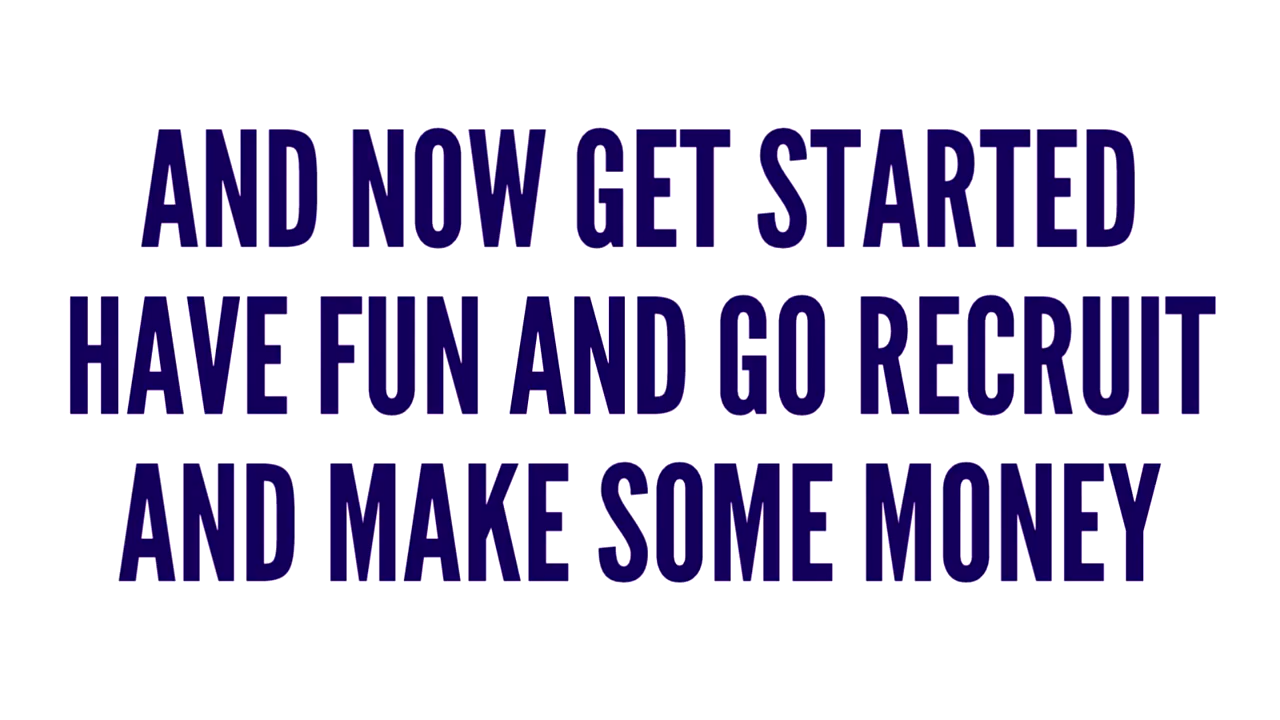 AND NOW GET STARTED
HAVE FUN AND GO RECRUIT
AND MAKE SOME MONEY